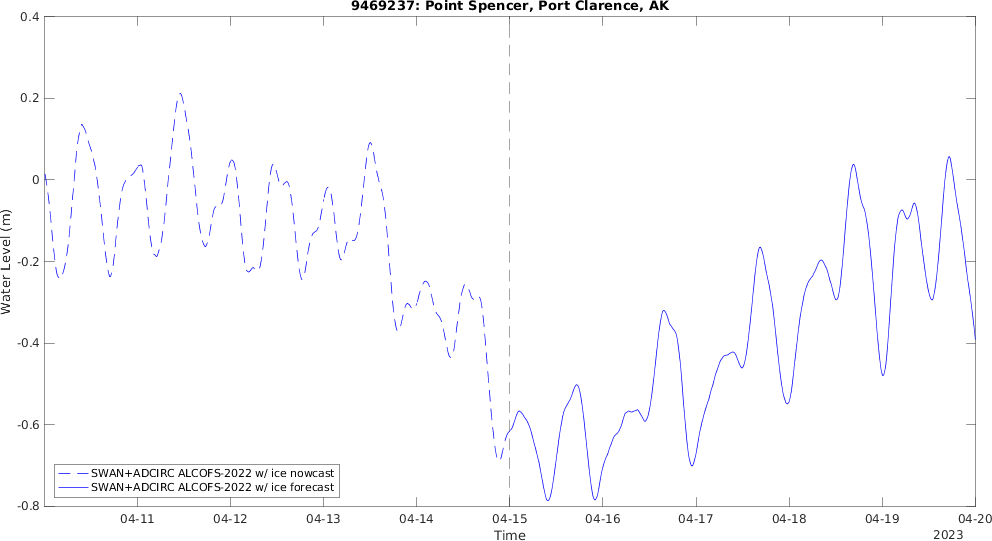 9469237: Point Spencer, Port Clarence, AK
0.4
0.2
0
-0.2
-0.4
-0.6
-0.8
Water Level (m)
SWAN+ADCIRC ALCOFS-2022 w/ ice nowcast
SWAN+ADCIRC ALCOFS-2022 w/ ice forecast
04-11 04-12 04-13 04-14 04-15 04-16 04-17 04-18 04-19 04-20
Time
2023